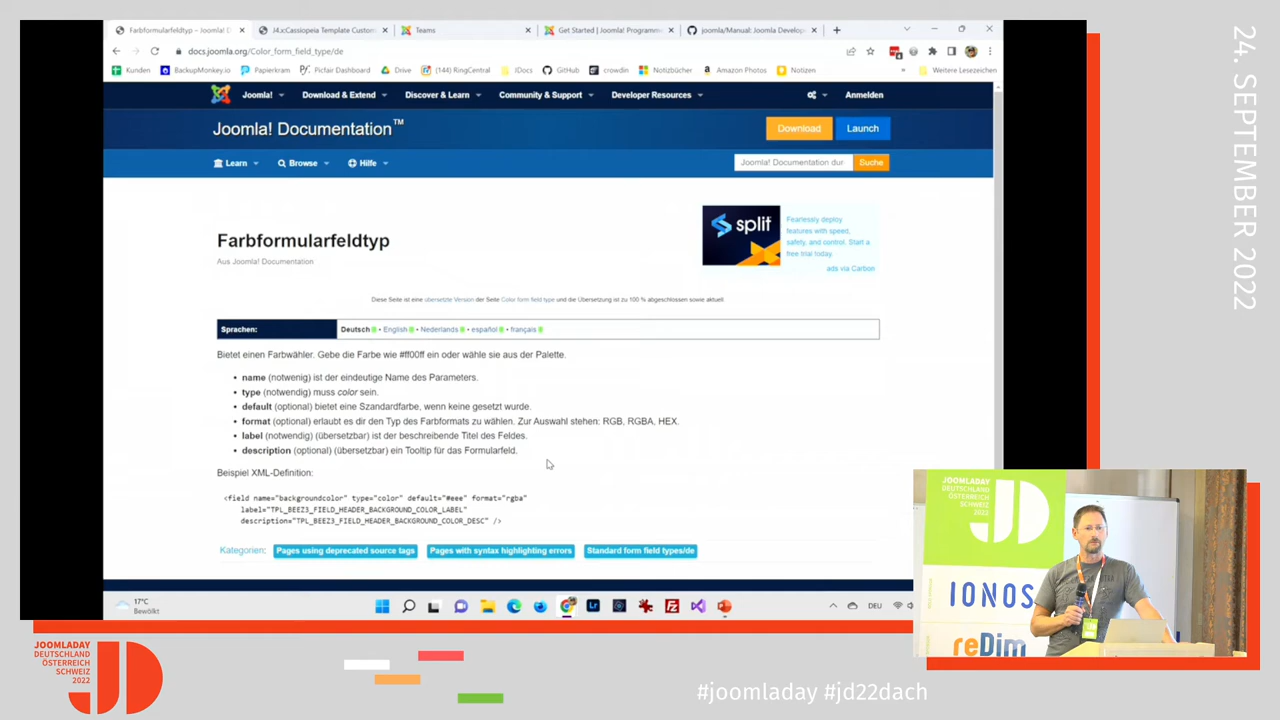 Farbformularfeldtyp – Joomla! D
J4.x:Cassiopeia Template Custom
Teams
Get Started | Joomla! Programme
joomla/Manual: Joomla Develop
docs.joomla.org/Color_form_field_type/de
Kunden
BackupMonkey.io
Papierkram
Picfair Dashboard
Drive
(144) RingCentral
JDocs
GitHub
crowdin
Notizbücher
Amazon Photos
Notizen
»
Weitere Lesezeichen
Joomla!
Download & Extend
Discover & Learn
Community & Support
Developer Resources
Anmelden
Joomla! Documentation™
Download
Launch
Learn
Browse
Hilfe
Joomla! Documentation dur
Suche
Farbformularfeldtyp
Aus Joomla! Documentation
split
Fearlessly deploy
features with speed,
safety, and control. Start a
free trial today.
ads via Carbon
Diese Seite ist eine übersetzte Version der Seite Color form field type und die Übersetzung ist zu 100 % abgeschlossen sowie aktuell.
Sprachen:
Deutsch • English • Nederlands • español • français
Bietet einen Farbwähler. Gebe die Farbe wie #ff00ff ein oder wähle sie aus der Palette.
• name (notwenig) ist der eindeutige Name des Parameters.
• type (notwendig) muss color sein.
• default (optional) bietet eine Szandardfarbe, wenn keine gesetzt wurde.
• format (optional) erlaubt es dir den Typ des Farbformats zu wählen. Zur Auswahl stehen: RGB, RGBA, HEX.
• label (notwendig) (übersetzbar) ist der beschreibende Titel des Feldes.
• description (optional) (übersetzbar) ein Tooltip für das Formularfeld.
Beispiel XML-Definition:
<field name="backgroundcolor" type="color" default="#eee" format="rgba"
label="TPL_BEEZ3_FIELD_HEADER_BACKGROUND_COLOR_LABEL"
description="TPL_BEEZ3_FIELD_HEADER_BACKGROUND_COLOR_DESC" />
Kategorien:
Pages using deprecated source tags
Pages with syntax highlighting errors
Standard form field types/de
17°C
Bewölkt
DEU
24. SEPTEMBER 2022
JOOMLADAY
DEUTSCHLAND
ÖSTERREICH
SCHWEIZ
2022
JD
IONOS
reDim
JOOMLADAY
DEUTSCHLAND
ÖSTERREICH
SCHWEIZ
2022
JD
#joomladay #jd22dach